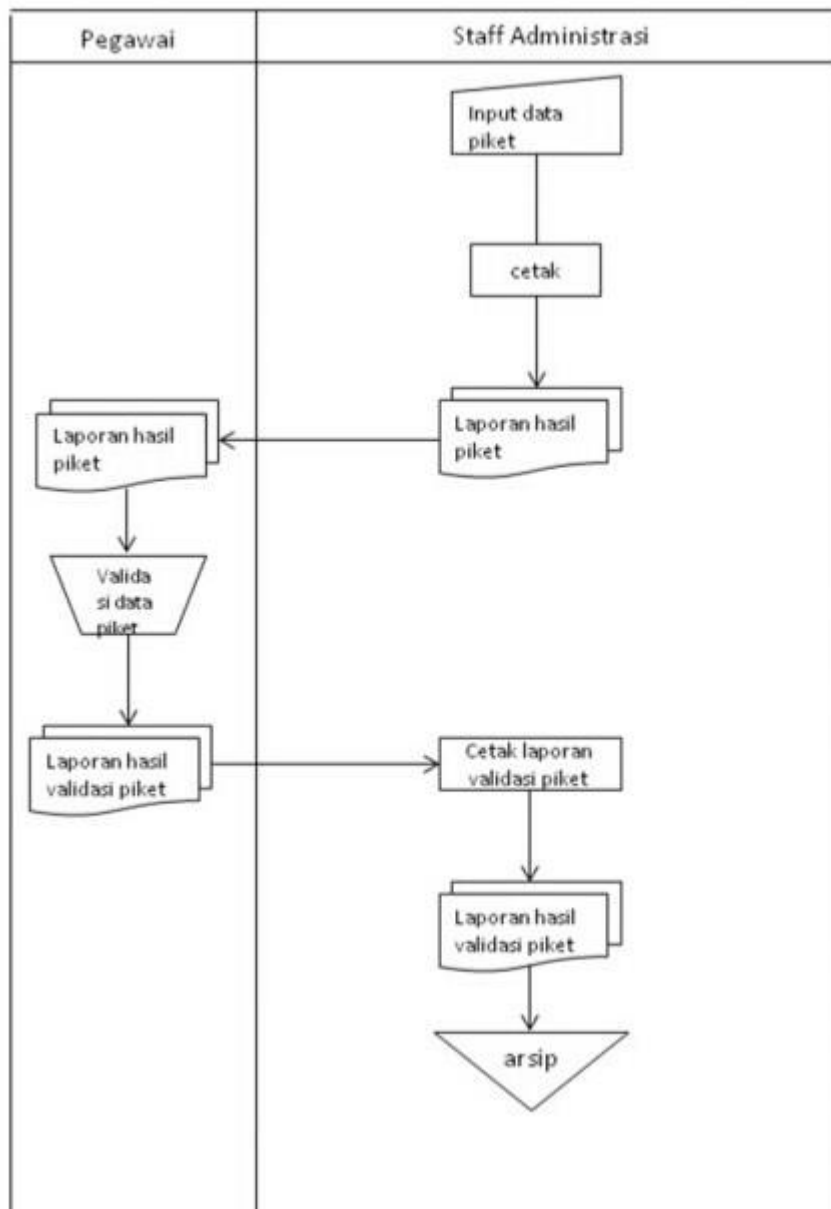 Pegawai
Staff Administrasi
Input data
piket
cetak
Laporan hasil
piket
Laporan hasil
piket
Valida
si data
piket
Laporan hasil
validasi piket
Cetak laporan
validasi piket
Laporan hasil
validasi piket
arsip